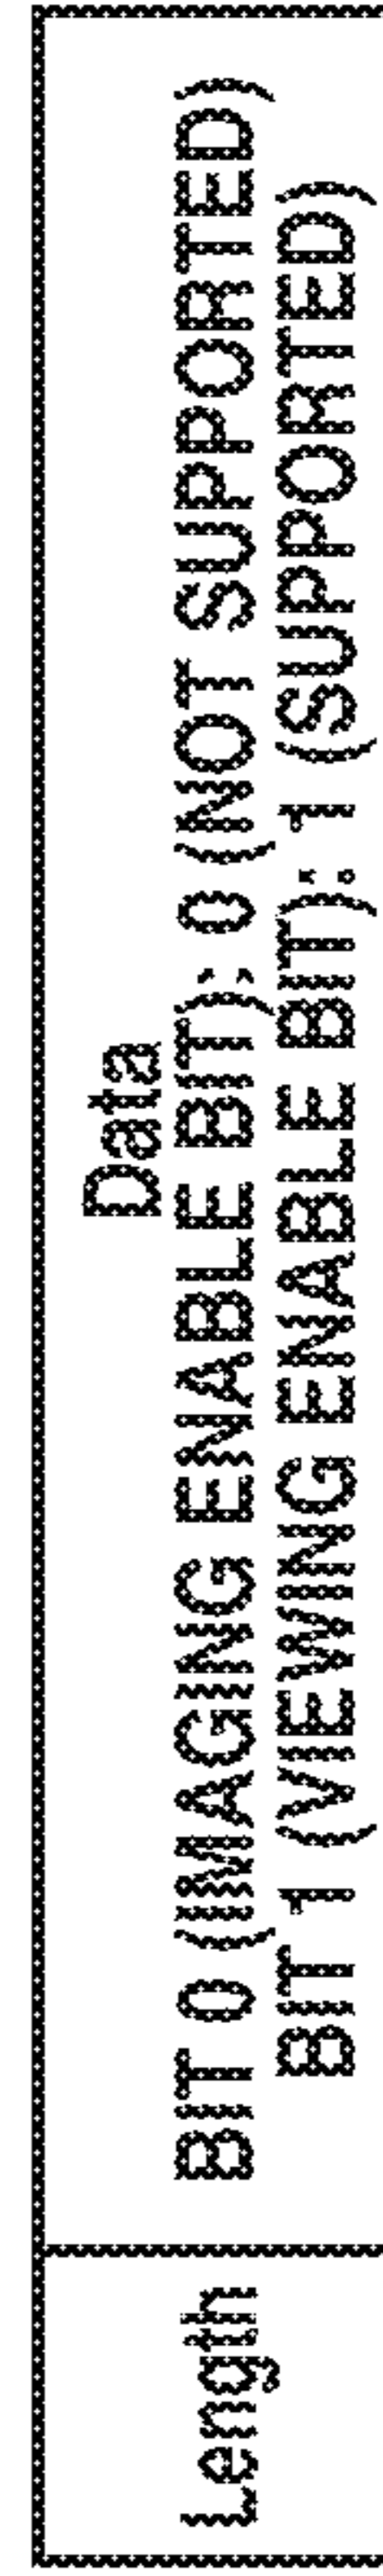 Length
Data
BIT 0 (IMAGING ENABLE BIT); 0 (NOT SUPPORTED)
BIT 1 (VIEWING ENABLE BIT): 1 (SUPPORTED)